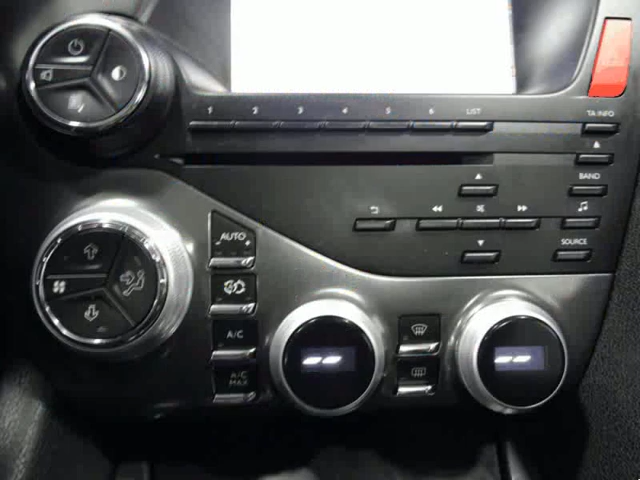 1 2 3 4 5 6 LIST
TA INFO
BAND
AUTO
SOURCE
A/C
A/C
MAX